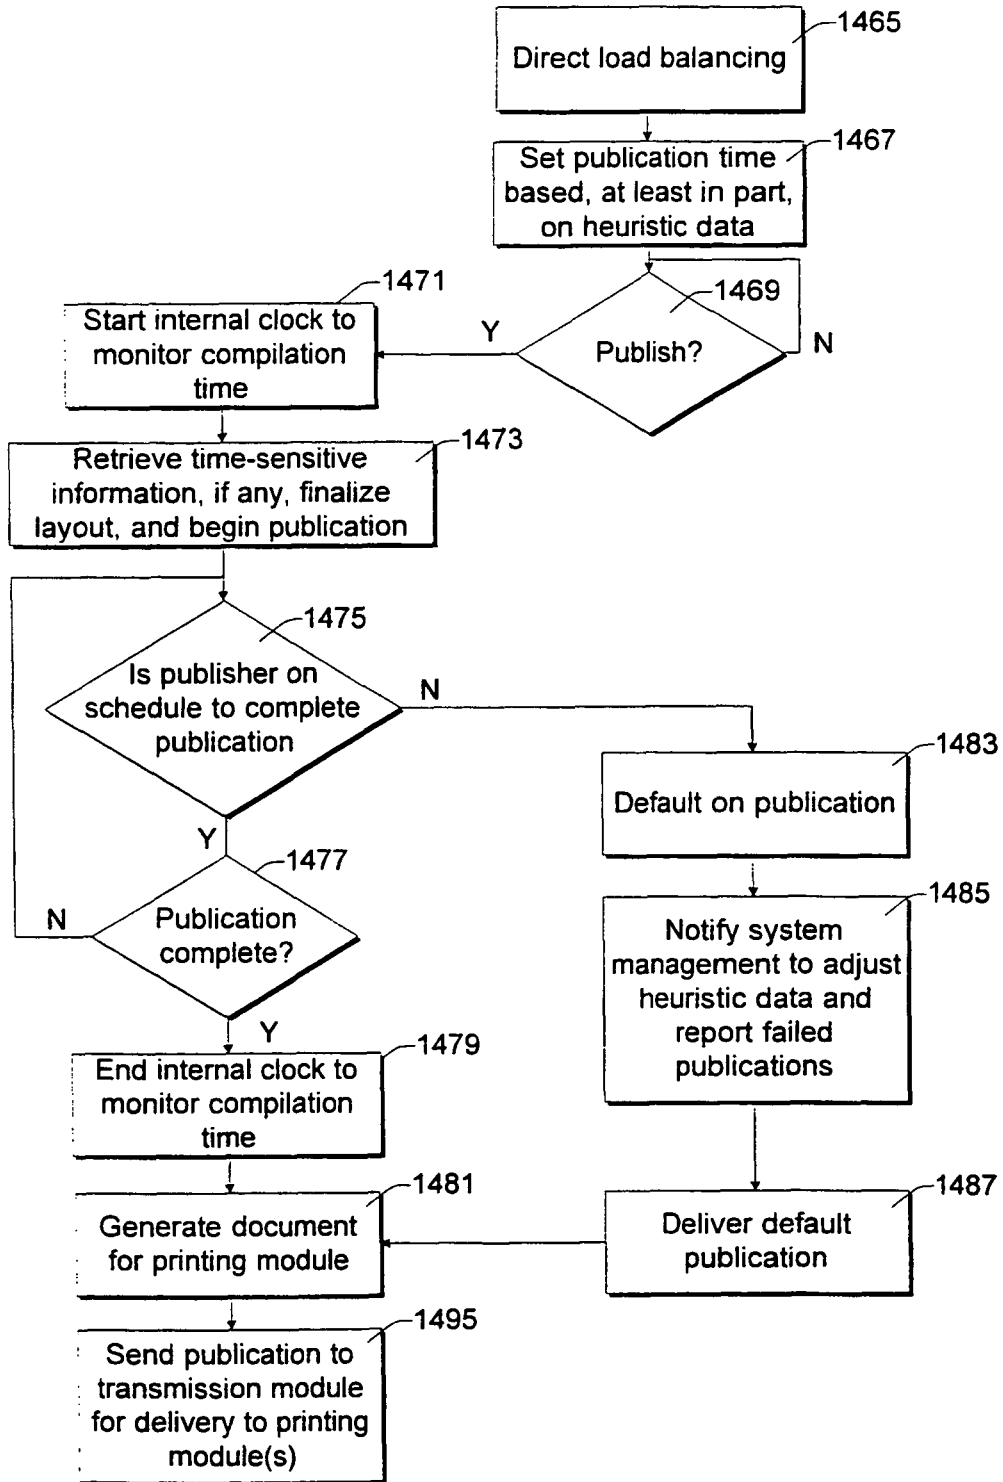 1465
Direct load balancing
1467
Set publication time
based, at least in part,
on heuristic data
1469
Publish?
N
Y
1471
Start internal clock to
monitor compilation
time
1473
Retrieve time-sensitive
information, if any, finalize
layout, and begin publication
1475
Is publisher on
schedule to complete
publication
N
Y
1477
Publication
complete?
N
Y
1479
End internal clock to
monitor compilation
time
1481
Generate document
for printing module
1495
Send publication to
transmission module
for delivery to printing
module(s)
1483
Default on publication
1485
Notify system
management to adjust
heuristic data and
report failed
publications
1487
Deliver default
publication